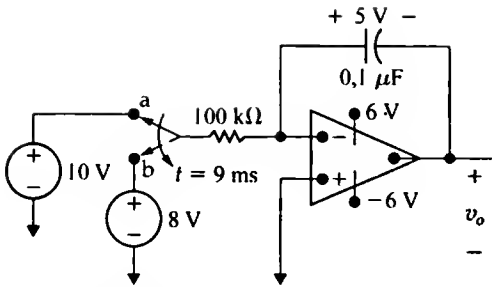 + 5 V −
0,1 μF
a
100 kΩ
6 V
−
+
+
−
10 V
b
t = 9 ms
+
−
8 V
−6 V
+
v_o
−